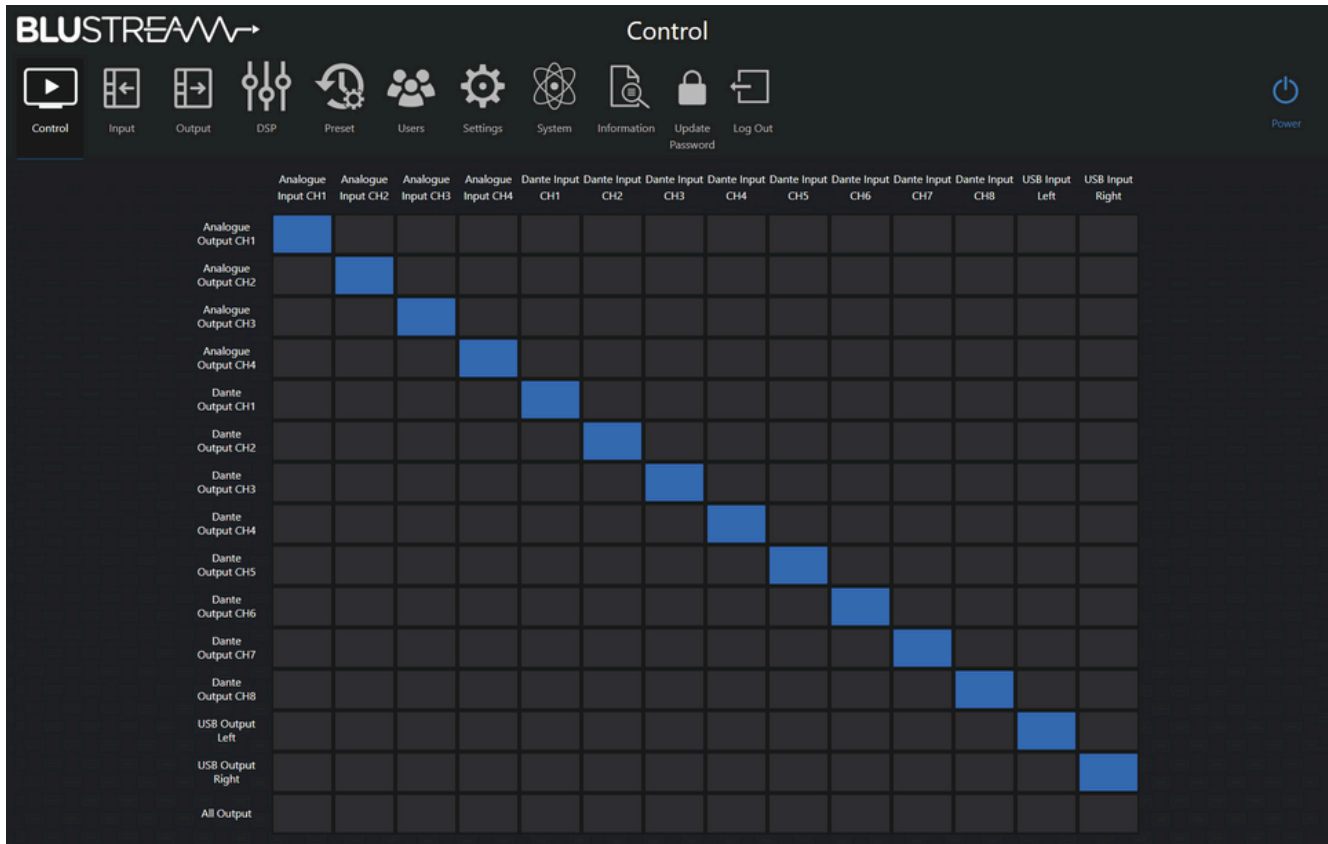 BLUSTREAM
Control
Control Input Output DSP Preset Users Settings System Information Update Log Out Power
Password
Analogue Analogue Analogue Analogue Dante Input Dante Input Dante Input Dante Input Dante Input Dante Input Dante Input Dante Input USB Input USB Input
Input CH1 Input CH2 Input CH3 Input CH4 CH1 CH2 CH3 CH4 CH5 CH6 CH7 CH8 Left Right
Analogue
Output CH1
Analogue
Output CH2
Analogue
Output CH3
Analogue
Output CH4
Dante
Output CH1
Dante
Output CH2
Dante
Output CH3
Dante
Output CH4
Dante
Output CH5
Dante
Output CH6
Dante
Output CH7
Dante
Output CH8
USB Output
Left
USB Output
Right
All Output